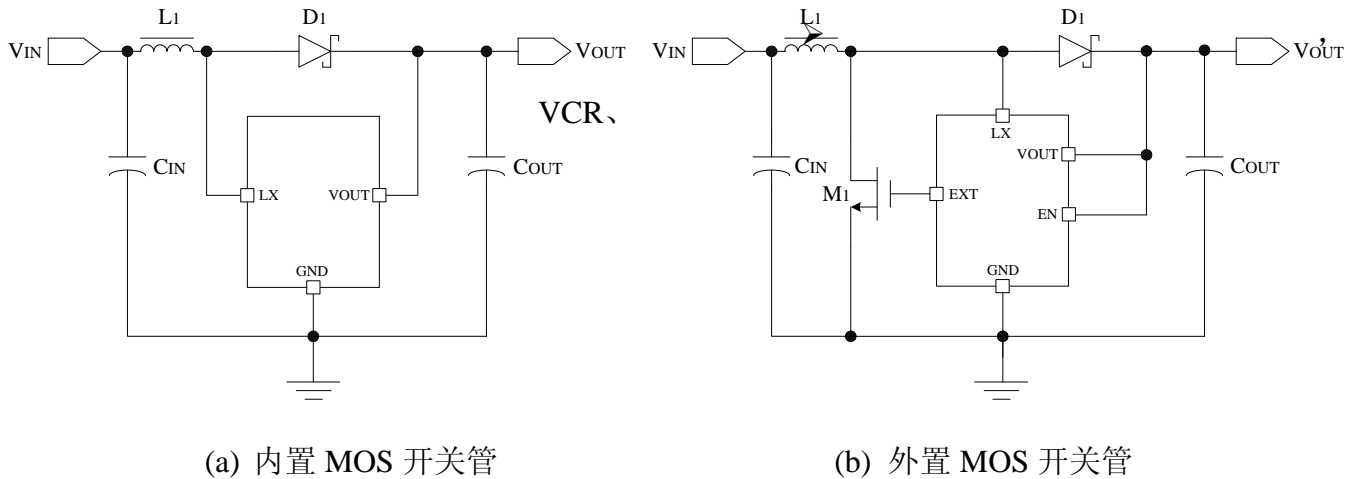 L1
D1
VIN
VOUT
VCR、
CIN
COUT
LX
VOUT
GND
(a) 内置 MOS 开关管
L1
D1
VIN
VOUT,
LX
VOUT
CIN
COUT
M1
EXT
EN
GND
(b) 外置 MOS 开关管